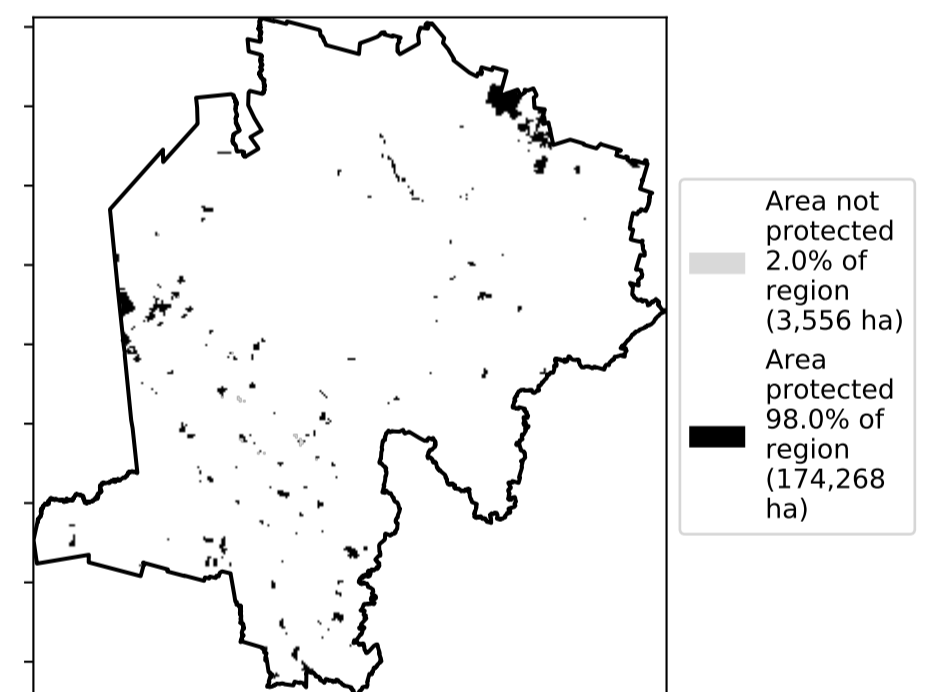 Area not
protected
2.0% of
region
(3,556 ha)
Area
protected
98.0% of
region
(174,268
ha)